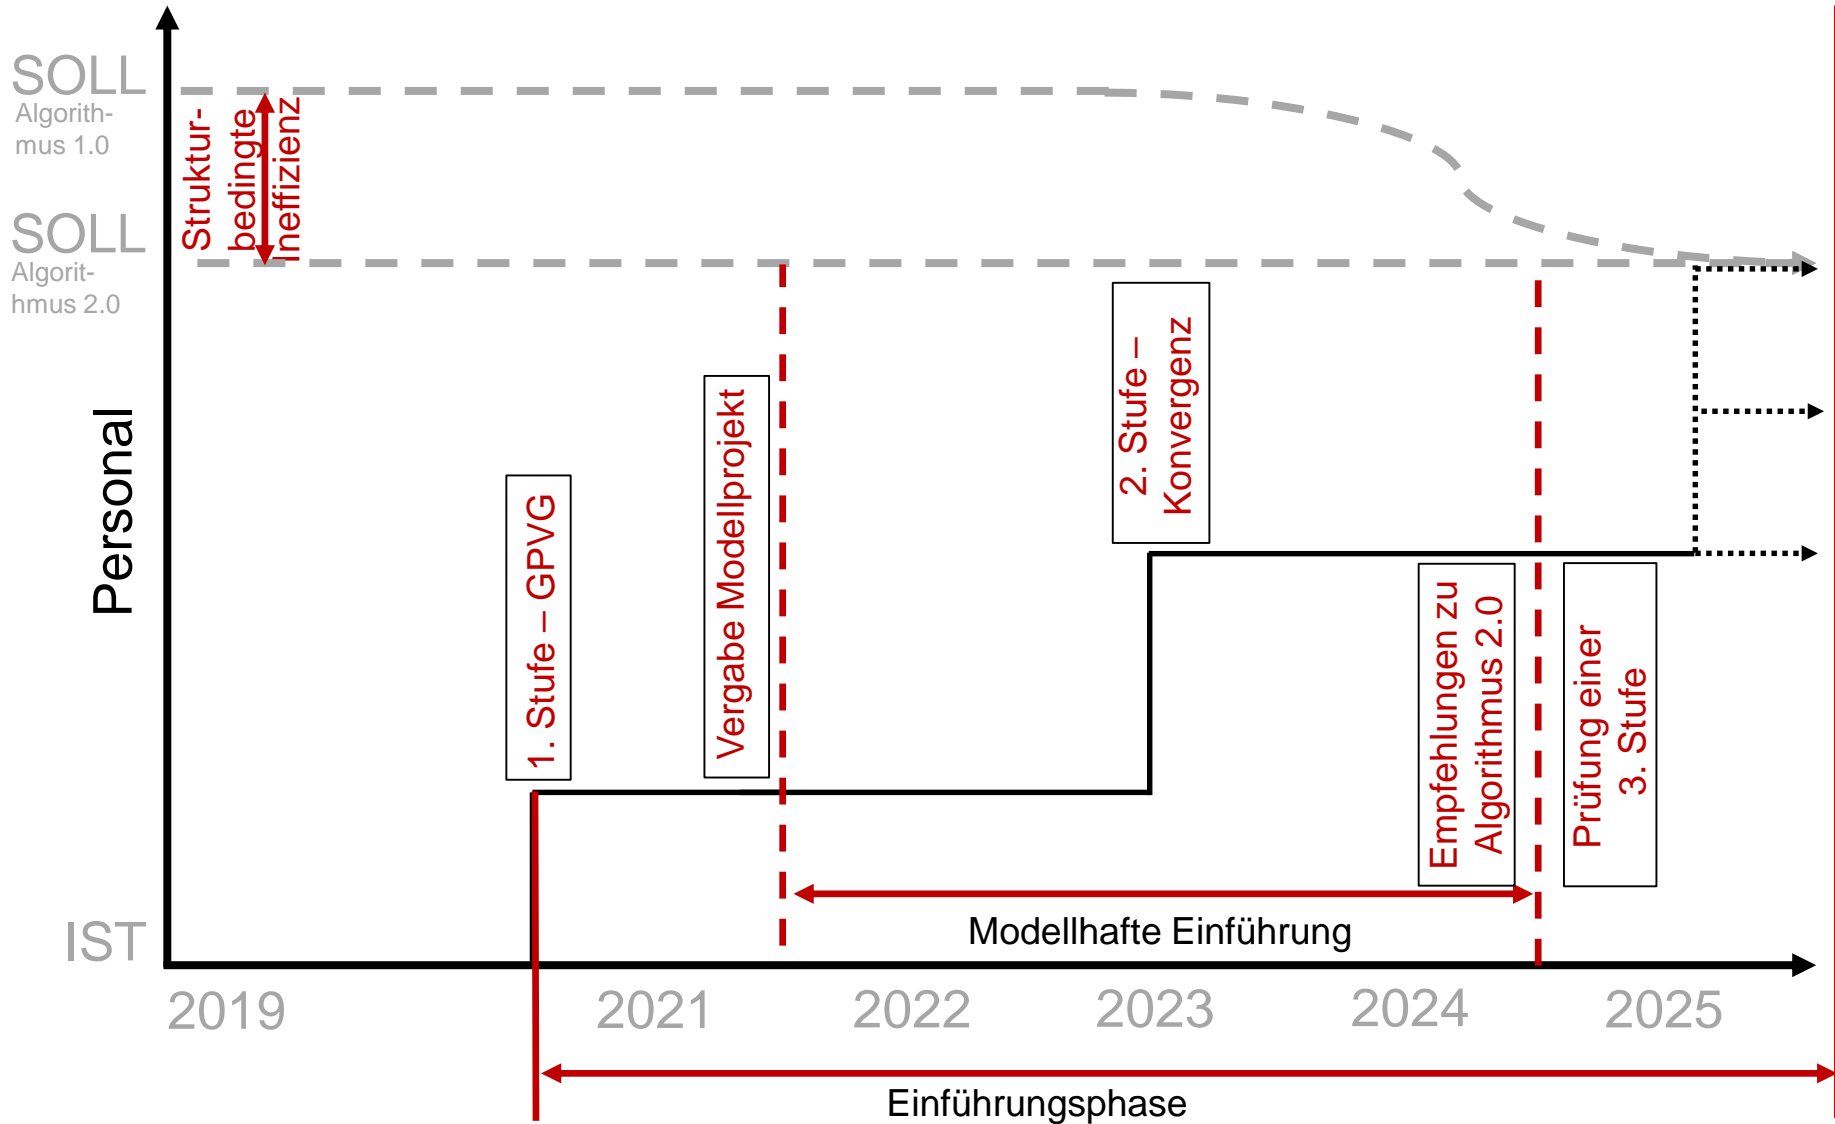 SOLL
Algorith-
mus 1.0
Struktur-
bedingte
Ineffizienz
SOLL
Algorit-
hmus 2.0
Personal
IST
1. Stufe – GPVG
Vergabe Modellprojekt
2. Stufe –
Konvergenz
Empfehlungen zu
Algorithmus 2.0
Prüfung einer
3. Stufe
Modellhafte Einführung
2019
2021
2022
2023
2024
2025
Einführungsphase